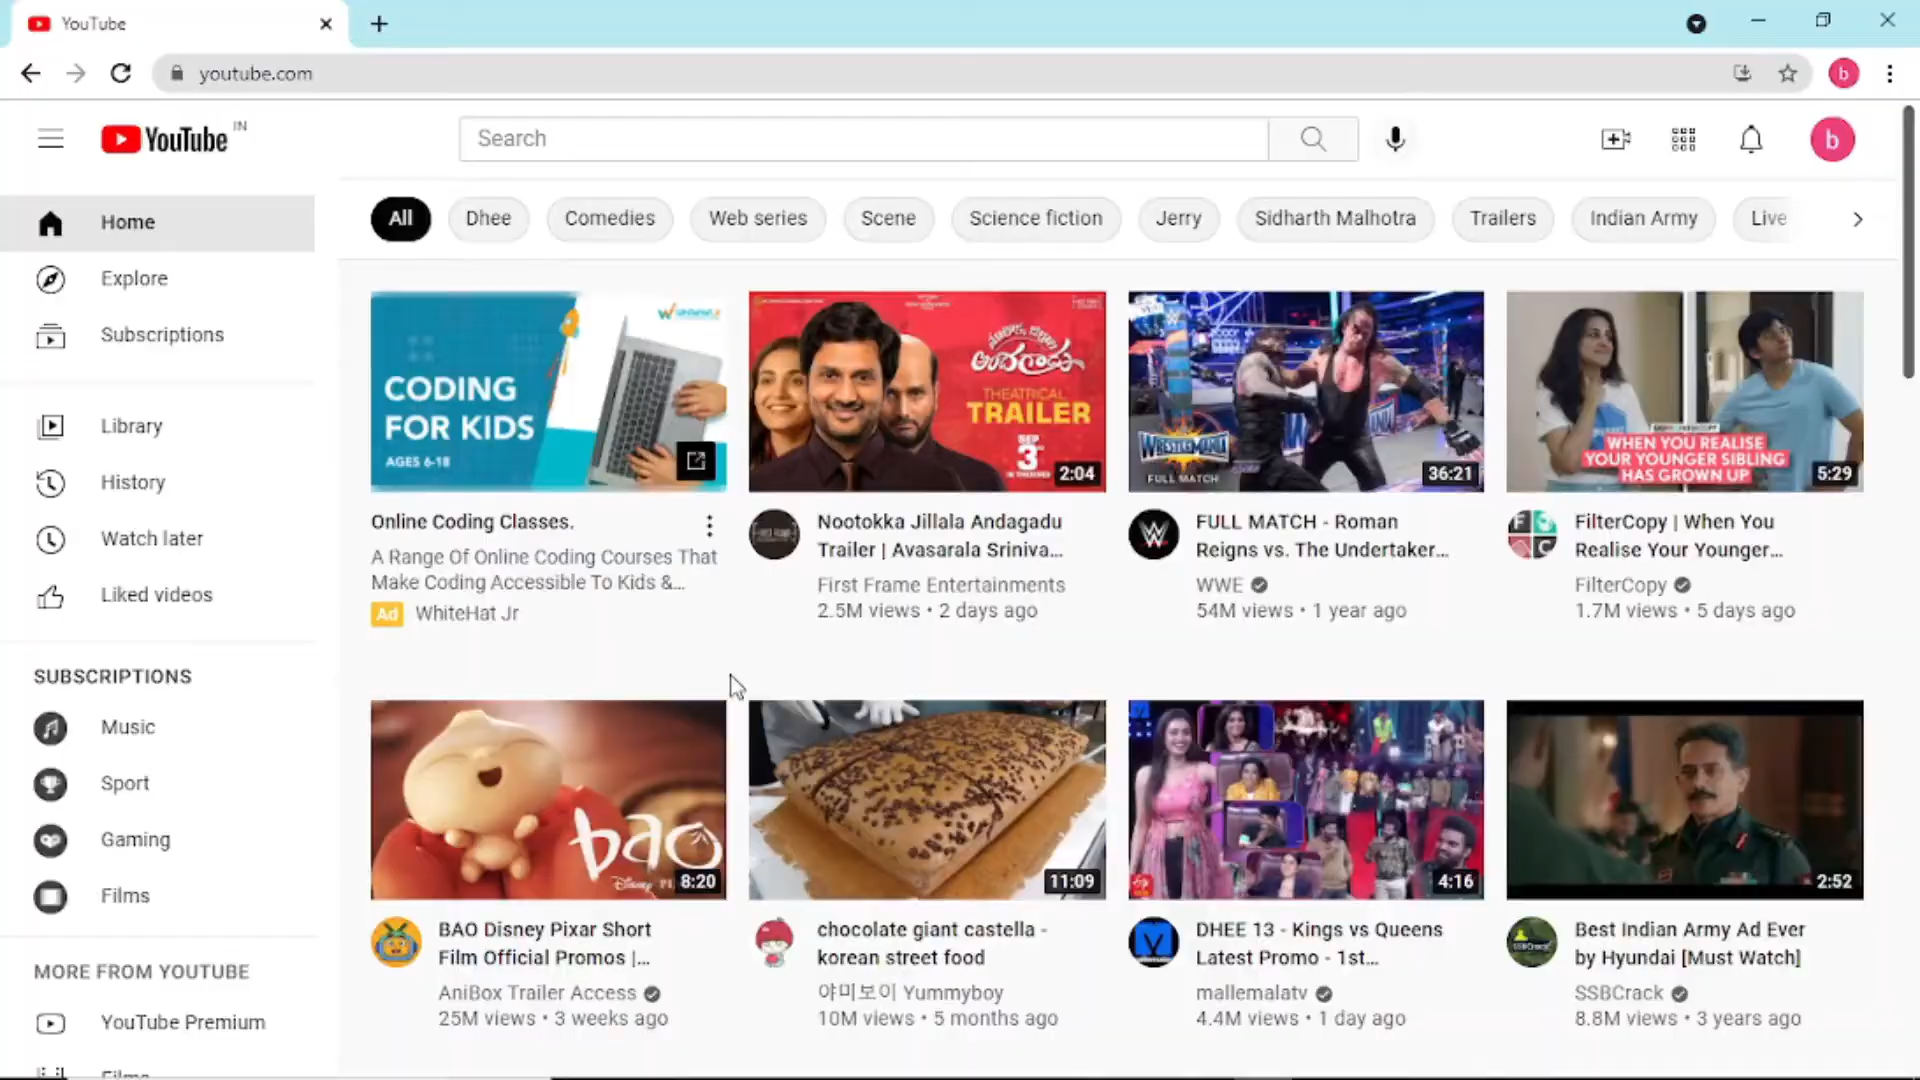 YouTube
youtube.com
b
YouTube IN
Search
b
All
Dhee
Comedies
Web series
Scene
Science fiction
Jerry
Sidharth Malhotra
Trailers
Indian Army
Live
Home
Explore
Subscriptions
Library
History
Watch later
Liked videos
SUBSCRIPTIONS
Music
Sport
Gaming
Films
MORE FROM YOUTUBE
YouTube Premium
Films
CODING
FOR KIDS
AGES 6-18
Online Coding Classes.
A Range Of Online Coding Courses That
Make Coding Accessible To Kids &...
Ad WhiteHat Jr
నూటొక్క జిల్లాల
అందగాడు
THEATRICAL
TRAILER
SEP
3
2:04
Nootokka Jillala Andagadu
Trailer | Avasarala Sriniva...
First Frame Entertainments
2.5M views • 2 days ago
WRESTLEMANIA
FULL MATCH
36:21
FULL MATCH - Roman
Reigns vs. The Undertaker...
WWE
54M views • 1 year ago
WHEN YOU REALISE
YOUR YOUNGER SIBLING
HAS GROWN UP
5:29
F
C
FilterCopy | When You
Realise Your Younger...
FilterCopy
1.7M views • 5 days ago
bao
Disney PI
8:20
BAO Disney Pixar Short
Film Official Promos |...
AniBox Trailer Access
25M views • 3 weeks ago
11:09
chocolate giant castella -
korean street food
야미보이 Yummyboy
10M views • 5 months ago
4:16
DHEE 13 - Kings vs Queens
Latest Promo - 1st...
mallemalatv
4.4M views • 1 day ago
2:52
SSBCrack
Best Indian Army Ad Ever
by Hyundai [Must Watch]
SSBCrack
8.8M views • 3 years ago